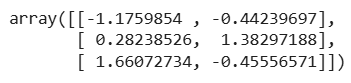 array([[-1.1759854 , -0.44239697],
       [ 0.28238526,  1.38297188],
       [ 1.66072734, -0.45556571]])